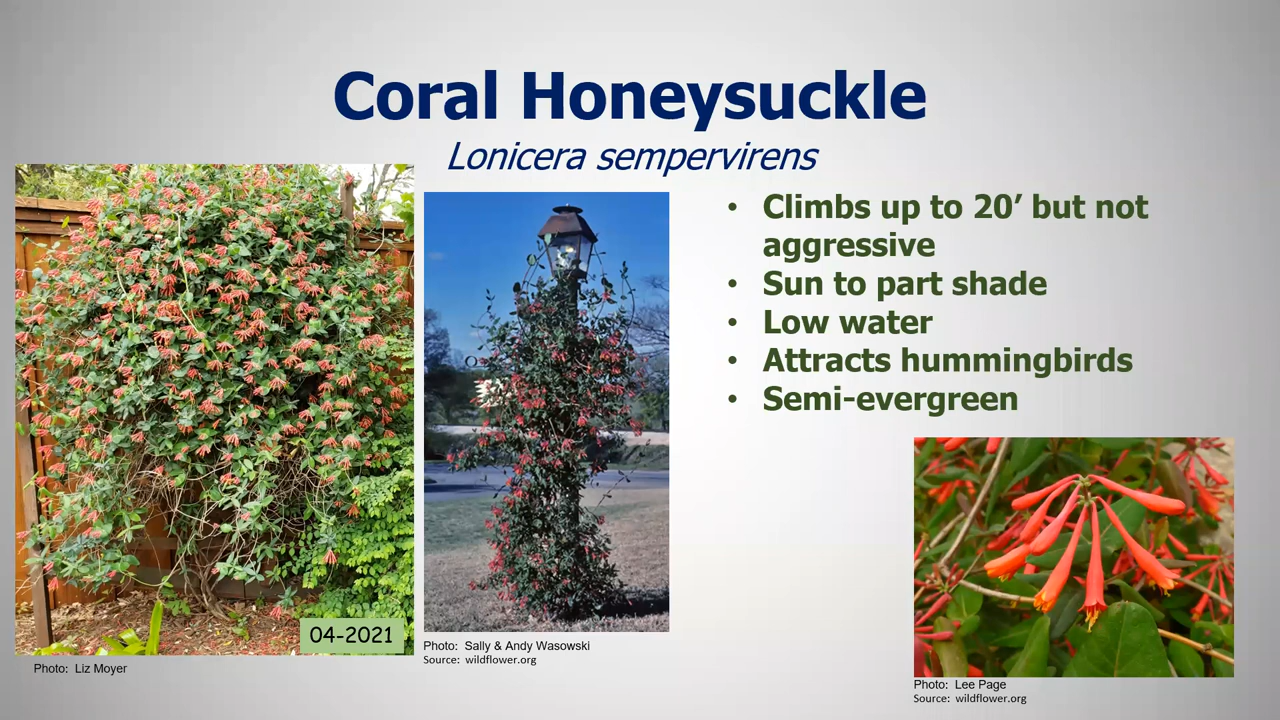 Coral Honeysuckle
Lonicera sempervirens
• Climbs up to 20’ but not
aggressive
• Sun to part shade
• Low water
• Attracts hummingbirds
• Semi-evergreen
04-2021
Photo: Liz Moyer
Photo: Sally & Andy Wasowski
Source: wildflower.org
Photo: Lee Page
Source: wildflower.org